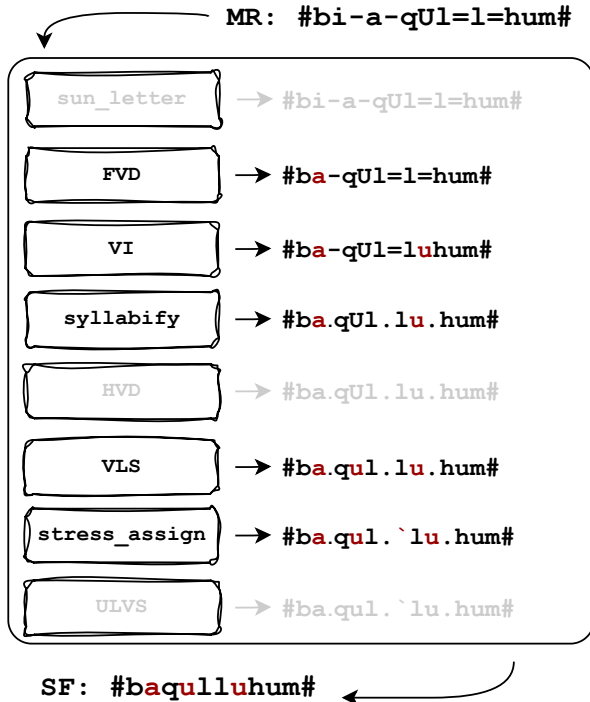 MR: #bi-a-qUl=l=hum#
sun_letter #bi-a-qUl=l=hum#
FVD #ba-qUl=l=hum#
VI #ba-qUl=luhum#
syllabify #ba.qUl.lu.hum#
HVD #ba.qUl.lu.hum#
VLS #ba.qul.lu.hum#
stress_assign #ba.qul.`lu.hum#
ULVS #ba.qul.`lu.hum#
SF: #baqulluhum#